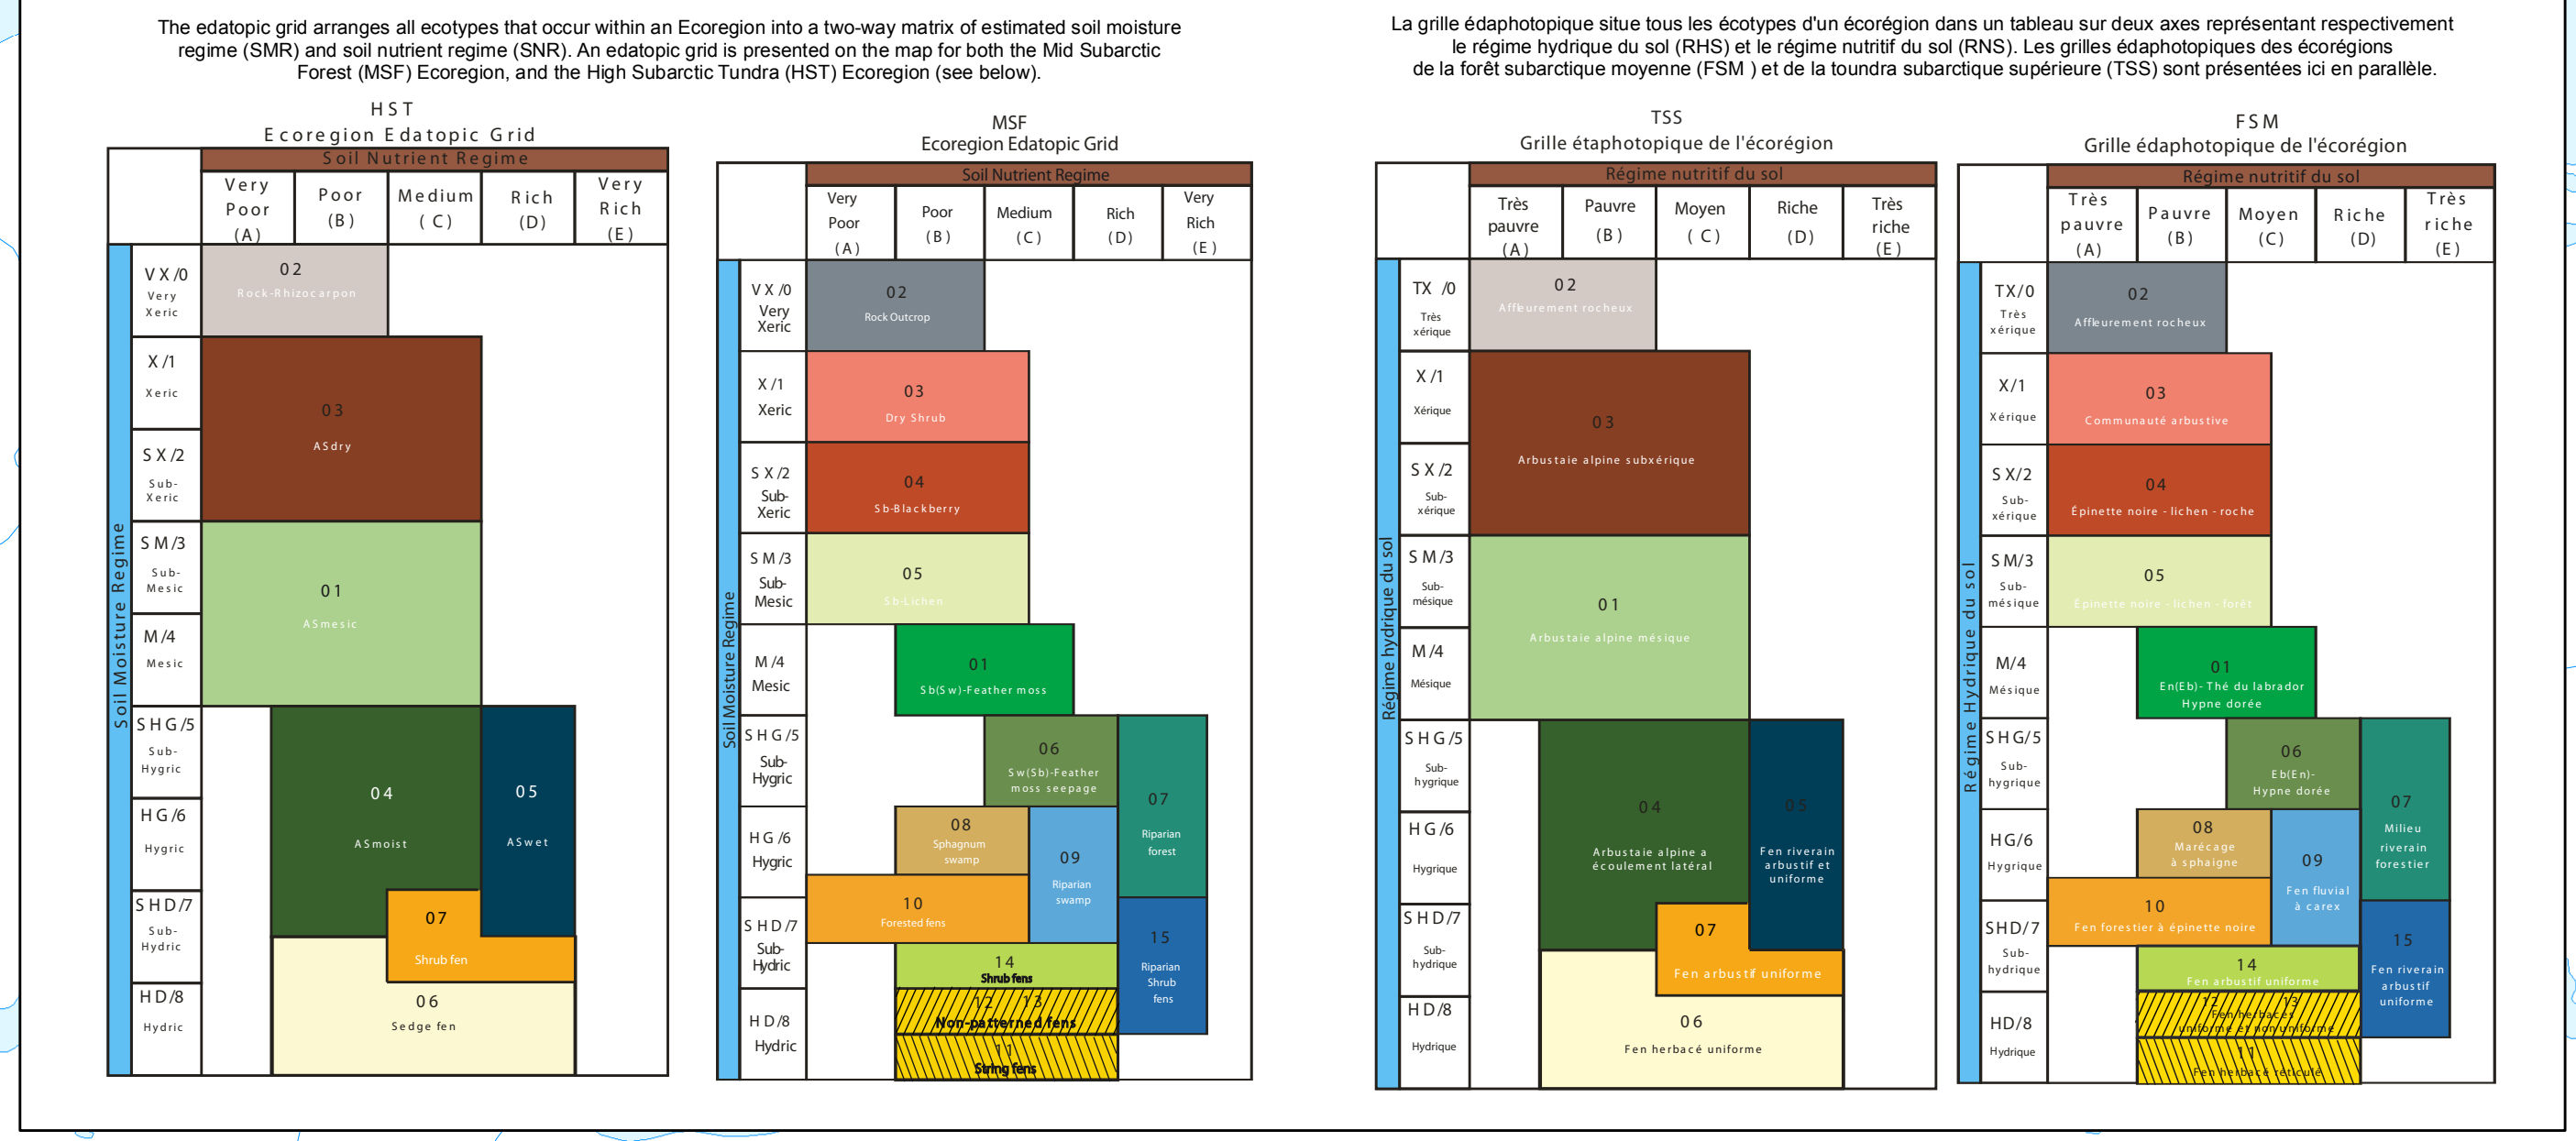 The edatopic grid arranges all ecotypes that occur within an Ecoregion into a two-way matrix of estimated soil moisture
regime (SMR) and soil nutrient regime (SNR). An edatopic grid is presented on the map for both the Mid Subarctic
Forest (MSF) Ecoregion, and the High Subarctic Tundra (HST) Ecoregion (see below).
La grille édaphotopique situe tous les écotypes d'un écorégion dans un tableau sur deux axes représentant respectivement
le régime hydrique du sol (RHS) et le régime nutritif du sol (RNS). Les grilles édaphotopiques des écorégions
de la forêt subarctique moyenne (FSM ) et de la toundra subarctique supérieure (TSS) sont présentées ici en parallèle.
HST
Ecoregion Edatopic Grid
Soil Nutrient Regime
Very
Poor
(A)
Poor
(B)
Medium
( C)
Rich
(D)
Very
Rich
(E)
Soil Moisture Regime
VX/0
Very
Xeric
X/1
Xeric
SX/2
Sub-
Xeric
SM/3
Sub-
Mesic
M/4
Mesic
SHG/5
Sub-
Hygric
HG/6
Hygric
SHD/7
Sub-
Hydric
HD/8
Hydric
02
Rock-Rhizocarpon
03
ASdry
01
ASmesic
04
ASmoist
05
ASwet
07
Shrub fen
06
Sedge fen
MSF
Ecoregion Edatopic Grid
Soil Nutrient Regime
Very
Poor
(A)
Poor
(B)
Medium
(C)
Rich
(D)
Very
Rich
(E)
Soil Moisture Regime
VX/0
Very
Xeric
X/1
Xeric
SX/2
Sub-
Xeric
SM/3
Sub-
Mesic
M/4
Mesic
SHG/5
Sub-
Hygric
HG/6
Hygric
SHD/7
Sub-
Hydric
HD/8
Hydric
02
Rock Outcrop
03
Dry Shrub
04
Sb-Blackberry
05
Sb-Lichen
01
Sb(Sw)-Feather moss
06
Sw(Sb)-Feather
moss seepage
07
Riparian
forest
08
Sphagnum
swamp
09
Riparian
swamp
10
Forested fens
15
Riparian
Shrub
fens
14
Shrub fens
12 13
Non-patterned fens
11
String fens
TSS
Grille étaphotopique de l'écorégion
Régime nutritif du sol
Très
pauvre
(A)
Pauvre
(B)
Moyen
( C)
Riche
(D)
Très
riche
(E)
Régime hydrique du sol
TX /0
Très
xérique
X/1
Xérique
SX/2
Sub-
xérique
SM/3
Sub-
mésique
M/4
Mésique
SHG/5
Sub-
hygrique
HG/6
Hygrique
SHD/7
Sub-
hydrique
HD/8
Hydrique
02
Affleurement rocheux
03
Arbustaie alpine subxérique
01
Arbustaie alpine mésique
04
Arbustaie alpine a
écoulement latéral
05
Fen riverain
arbustif et
uniforme
07
Fen arbustif uniforme
06
Fen herbacé uniforme
FSM
Grille édaphotopique de l'écorégion
Régime nutritif du sol
Très
pauvre
(A)
Pauvre
(B)
Moyen
(C)
Riche
(D)
Très
riche
(E)
Régime Hydrique du sol
TX/0
Très
xérique
X/1
Xérique
SX/2
Sub-
xérique
SM/3
Sub-
mésique
M/4
Mésique
SHG/5
Sub-
hygrique
HG/6
Hygrique
SHD/7
Sub-
hydrique
HD/8
Hydrique
02
Affleurement rocheux
03
Communauté arbustive
04
Épinette noire - lichen - roche
05
Épinette noire - lichen - forêt
01
En(Eb)- Thé du labrador
Hypne dorée
06
Eb(En)-
Hypne dorée
07
Milieu
riverain
forestier
08
Marécage
à sphaigne
09
Fen fluvial
à carex
10
Fen forestier à épinette noire
15
Fen riverain
arbustif
uniforme
14
Fen arbustif uniforme
12 13
Fen herbacés
uniforme et non uniforme
11
Fen herbacé réticulé